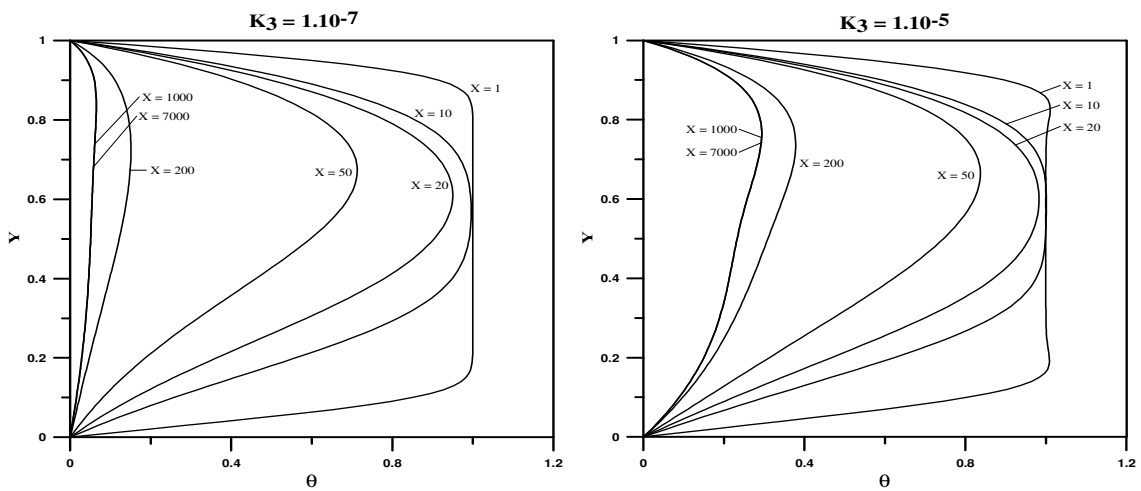 K3 = 1.10-7
1
0.8
0.6
0.4
0.2
0
Y
0
0.4
0.8
1.2
θ
X = 1
X = 1000
X = 7000
X = 10
X = 200
X = 50
X = 20
K3 = 1.10-5
1
0.8
0.6
0.4
0.2
0
Y
0
0.4
0.8
1.2
θ
X = 1
X = 10
X = 20
X = 1000
X = 7000
X = 200
X = 50